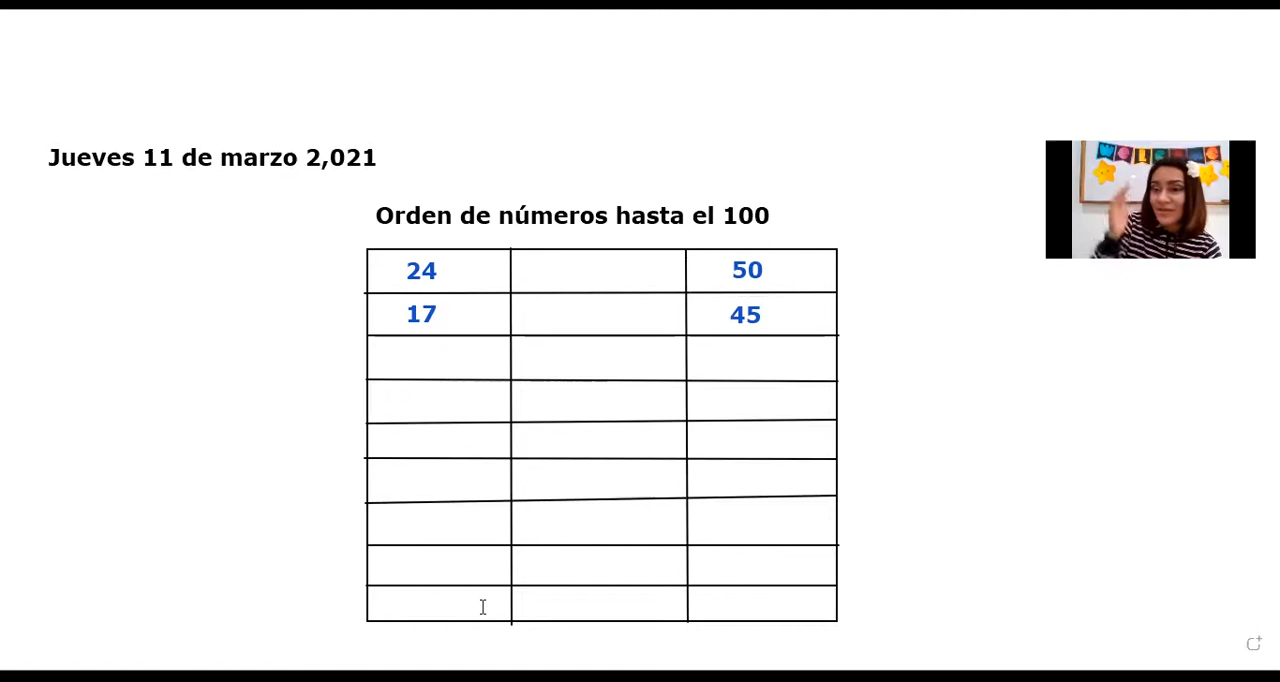 Jueves 11 de marzo 2,021
Orden de números hasta el 100
24 50
17 45